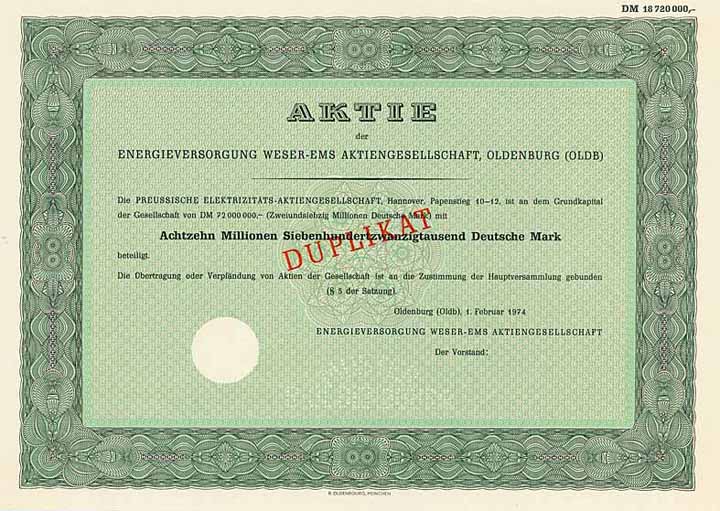 DM 18 720 000,-
AKTIE
der
ENERGIEVERSORGUNG WESER-EMS AKTIENGESELLSCHAFT, OLDENBURG (OLDB)
Die PREUSSISCHE ELEKTRIZITÄTS-AKTIENGESELLSCHAFT, Hannover, Papenstieg 10-12, ist an dem Grundkapital
der Gesellschaft von DM 72 000 000,- (Zweiundsiebzig Millionen Deutsche Mark) mit
Achtzehn Millionen Siebenhundertzwanzigtausend Deutsche Mark
DUPLIKAT
beteiligt.
Die Übertragung oder Verpfändung von Aktien der Gesellschaft ist an die Zustimmung der Hauptversammlung gebunden
(§ 5 der Satzung).
Oldenburg (Oldb), 1. Februar 1974
ENERGIEVERSORGUNG WESER-EMS AKTIENGESELLSCHAFT
Der Vorstand:
R. OLDENBOURG, MÜNCHEN